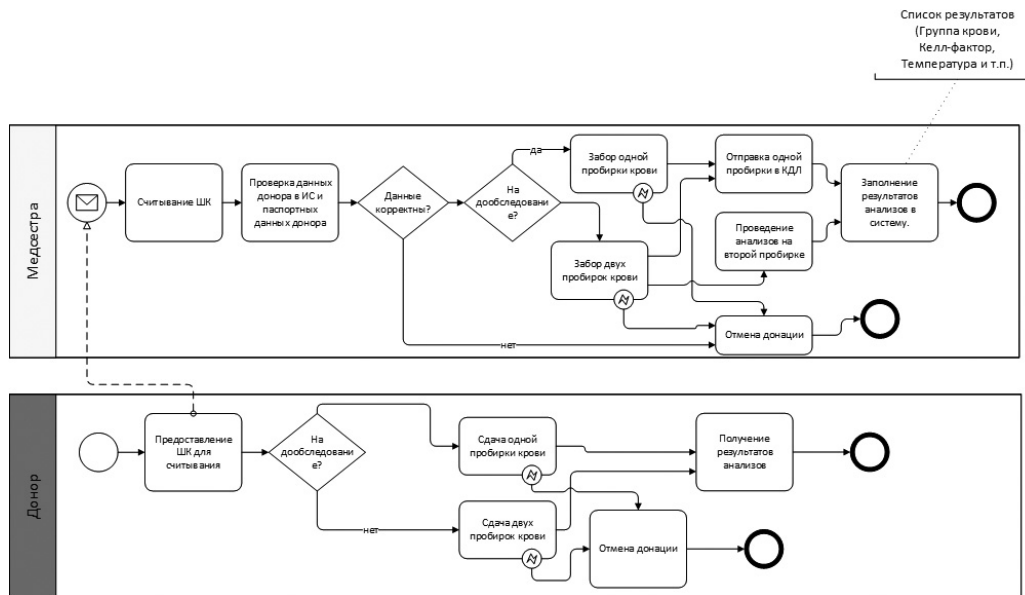 Список результатов
(Группа крови,
Келл-фактор,
Температура и т.п.)
Медсестра
Считывание ШК
Проверка данных
донора в ИС и
паспортных
данных донора
Данные
корректны?
На
дообследовани
е?
да
Забор одной
пробирки крови
Отправка одной
пробирки в КДЛ
Заполнение
результатов
анализов в
систему.
Забор двух
пробирок крови
Проведение
анализов на
второй пробирке
нет
Отмена донации
Донор
Предоставление
ШК для
считывания
На
дообследовани
е?
Сдача одной
пробирки крови
Получение
результатов
анализов
нет
Сдача двух
пробирок крови
Отмена донации